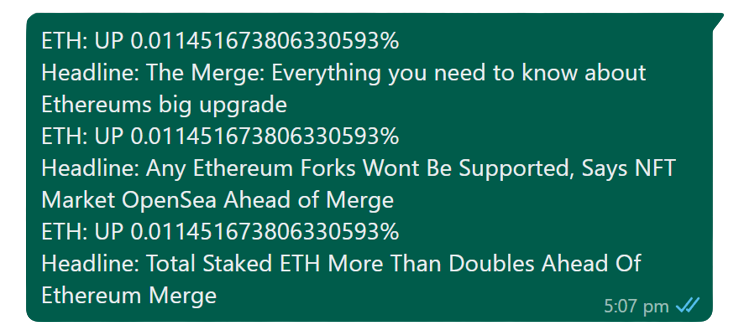 ETH: UP 0.011451673806330593%
Headline: The Merge: Everything you need to know about
Ethereums big upgrade
ETH: UP 0.011451673806330593%
Headline: Any Ethereum Forks Wont Be Supported, Says NFT
Market OpenSea Ahead of Merge
ETH: UP 0.011451673806330593%
Headline: Total Staked ETH More Than Doubles Ahead Of
Ethereum Merge
5:07 pm